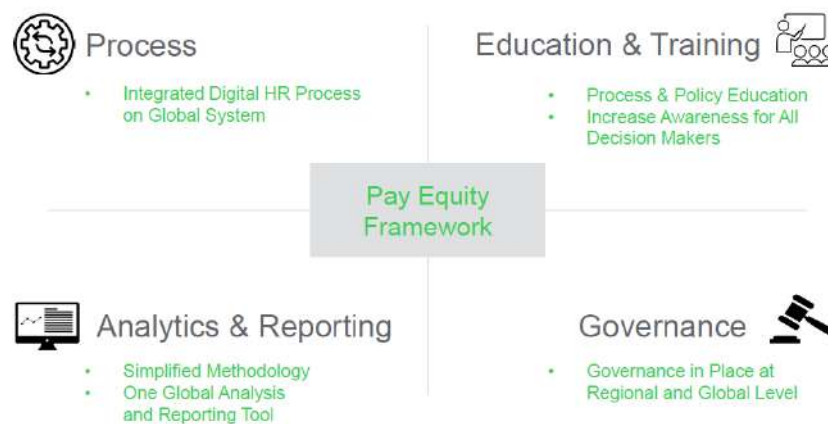 Process
• Integrated Digital HR Process
on Global System
Education & Training
• Process & Policy Education
• Increase Awareness for All
Decision Makers
Pay Equity
Framework
Analytics & Reporting
• Simplified Methodology
• One Global Analysis
and Reporting Tool
Governance
• Governance in Place at
Regional and Global Level